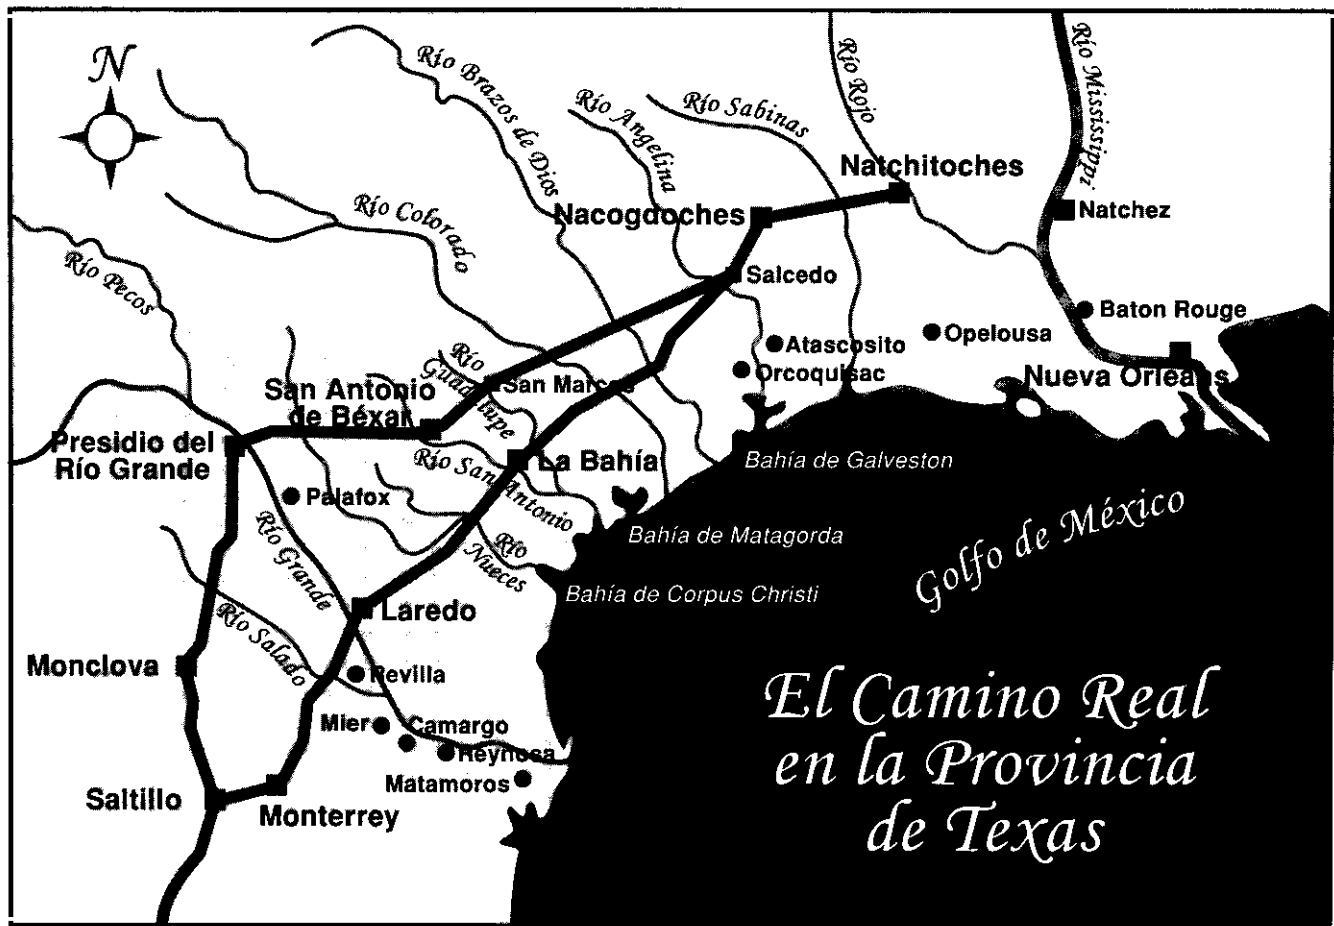 N
Río Brazos de Dios
Río Angelina
Río Sabinas
Río Rojo
Río Mississippi
Natchitoches
Río Colorado
Nacogdoches
Natchez
Río Pecos
Salcedo
Baton Rouge
Opelousa
Atascosito
Orcoquisac
Río
Guadalupe
San Marcos
San Antonio
de Béxar
Nueva Orleans
Presidio del
Río Grande
Río San Antonio
La Bahía
Bahía de Galveston
Palafox
Río Grande
Bahía de Matagorda
Golfo de México
Río
Nueces
Bahía de Corpus Christi
Laredo
Río Salado
Monclova
Revilla
Mier
Camargo
Reynosa
Matamoros
Saltillo
Monterrey
El Camino Real
en la Provincia
de Texas